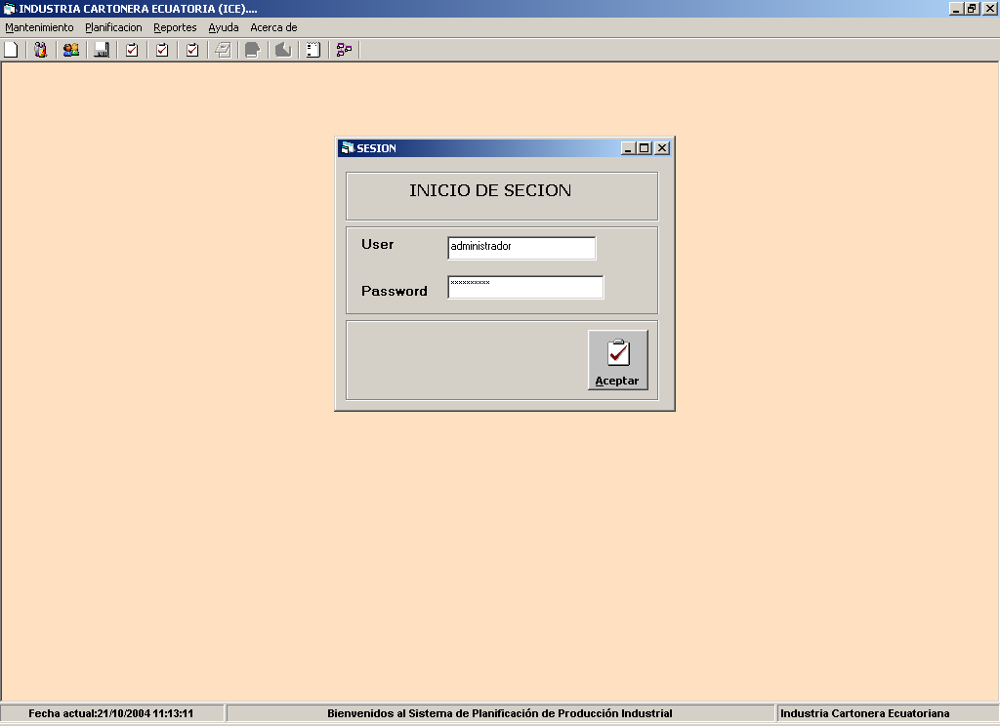 INDUSTRIA CARTONERA ECUATORIA (ICE)....
Mantenimiento Planificacion Reportes Ayuda Acerca de
SESION
INICIO DE SECION
User administrador
Password xxxxxxxxxx
Aceptar
Fecha actual:21/10/2004 11:13:11 Bienvenidos al Sistema de Planificación de Producción Industrial Industria Cartonera Ecuatoriana